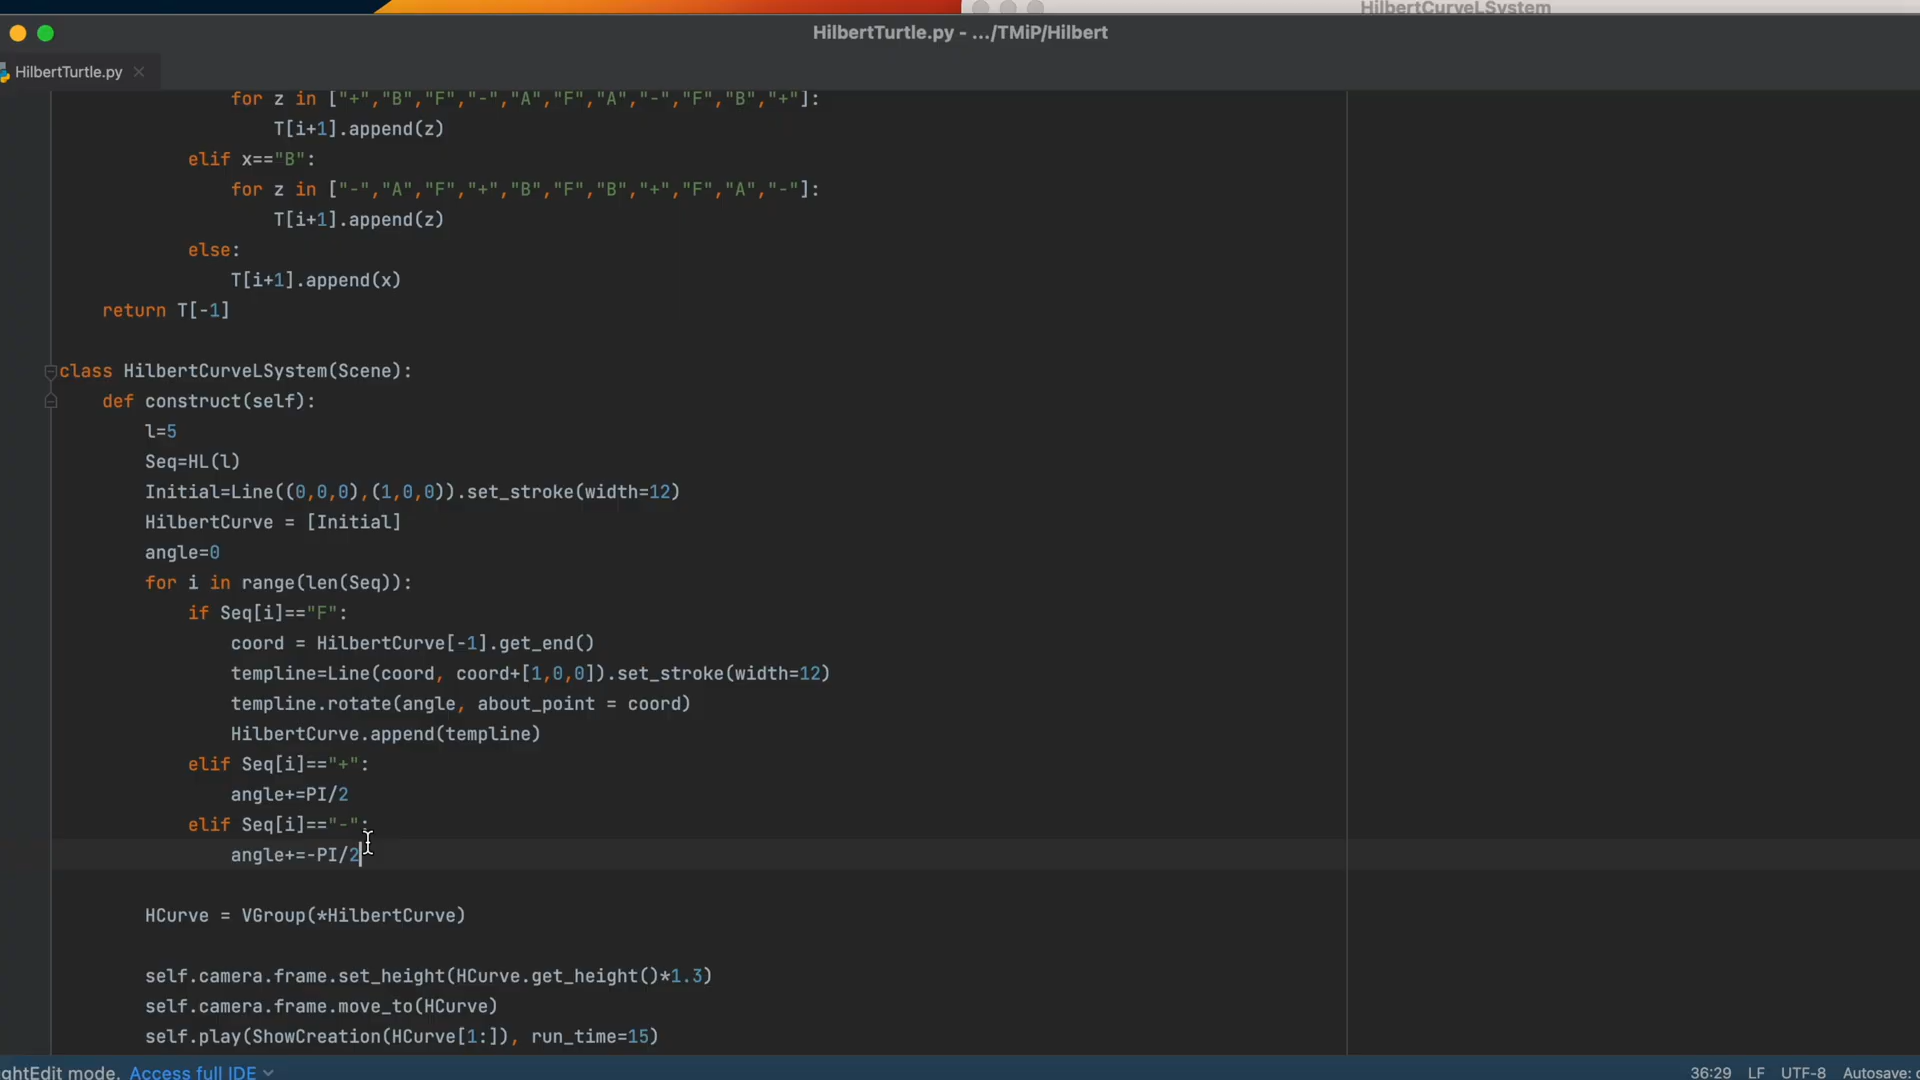 HilbertCurveLSystem
HilbertTurtle.py - .../TMiP/Hilbert
HilbertTurtle.py
for z in ["+","B","F","-","A","F","A","-","F","B","+"]:
T[i+1].append(z)
elif x=="B":
for z in ["-","A","F","+","B","F","B","+","F","A","-"]:
T[i+1].append(z)
else:
T[i+1].append(x)
return T[-1]
class HilbertCurveLSystem(Scene):
def construct(self):
l=5
Seq=HL(l)
Initial=Line((0,0,0),(1,0,0)).set_stroke(width=12)
HilbertCurve = [Initial]
angle=0
for i in range(len(Seq)):
if Seq[i]=="F":
coord = HilbertCurve[-1].get_end()
templine=Line(coord, coord+[1,0,0]).set_stroke(width=12)
templine.rotate(angle, about_point = coord)
HilbertCurve.append(templine)
elif Seq[i]=="+":
angle+=PI/2
elif Seq[i]=="-":
angle+=-PI/2
HCurve = VGroup(*HilbertCurve)
self.camera.frame.set_height(HCurve.get_height()*1.3)
self.camera.frame.move_to(HCurve)
self.play(ShowCreation(HCurve[1:]), run_time=15)
ghtEdit mode. Access full IDE
36:29 LF UTF-8 Autosave: